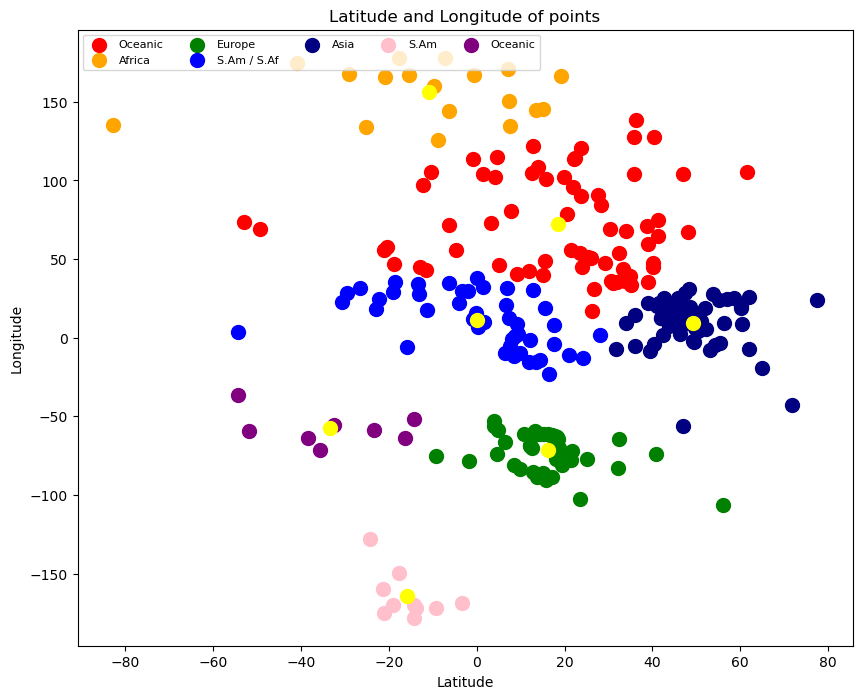 Latitude and Longitude of points
Oceanic Europe Asia S.Am Oceanic
Africa S.Am / S.Af
150
100
50
0
−50
−100
−150
Longitude
−80 −60 −40 −20 0 20 40 60 80
Latitude